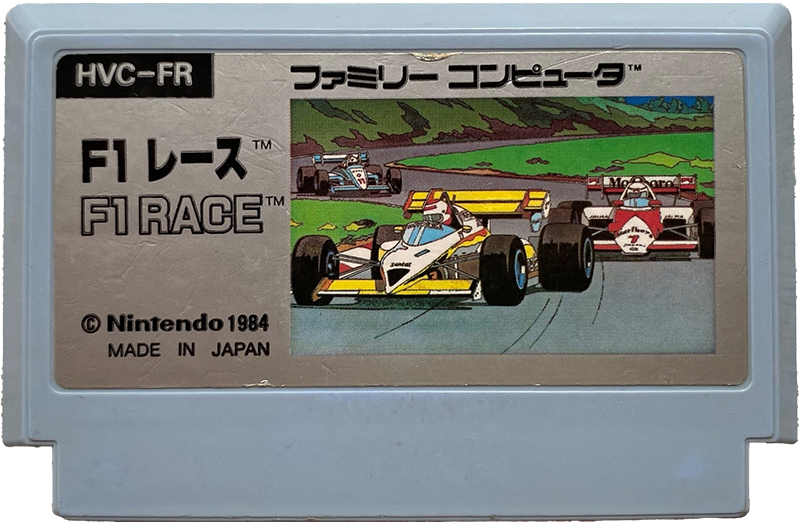 HVC-FR
ファミリー コンピュータ™
F1 レース™
F1 RACE™
© Nintendo 1984
MADE IN JAPAN
Marlboro